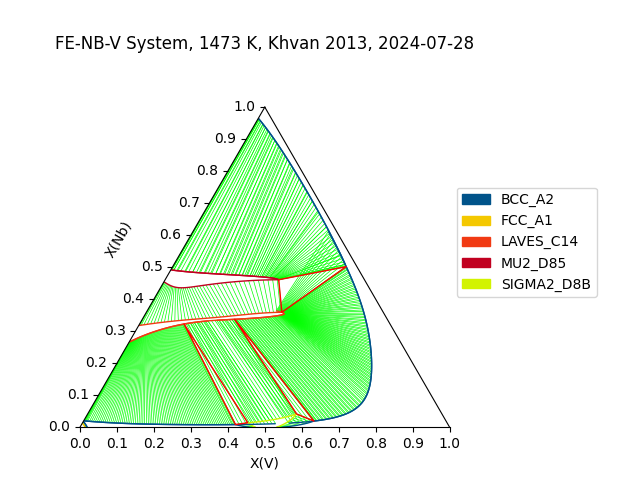 FE-NB-V System, 1473 K, Khvan 2013, 2024-07-28
1.0
0.9
0.8
0.7
0.6
0.5
0.4
0.3
0.2
0.1
0.0
X(Nb)
0.0 0.1 0.2 0.3 0.4 0.5 0.6 0.7 0.8 0.9 1.0
X(V)
BCC_A2
FCC_A1
LAVES_C14
MU2_D85
SIGMA2_D8B